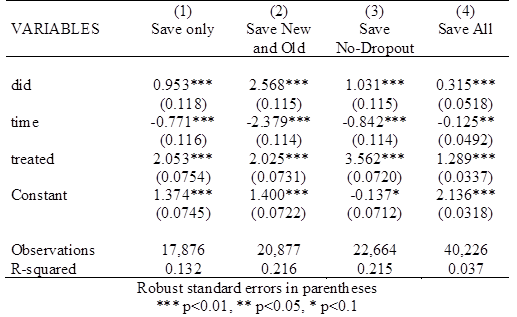 (1) (2) (3) (4)
VARIABLES Save only Save New Save Save All
and Old No-Dropout
did 0.953*** 2.568*** 1.031*** 0.315***
(0.118) (0.115) (0.115) (0.0518)
time -0.771*** -2.379*** -0.842*** -0.125**
(0.116) (0.114) (0.114) (0.0492)
treated 2.053*** 2.025*** 3.562*** 1.289***
(0.0754) (0.0731) (0.0720) (0.0337)
Constant 1.374*** 1.400*** -0.137* 2.136***
(0.0745) (0.0722) (0.0712) (0.0318)
Observations 17,876 20,877 22,664 40,226
R-squared 0.132 0.216 0.215 0.037
Robust standard errors in parentheses
*** p<0.01, ** p<0.05, * p<0.1